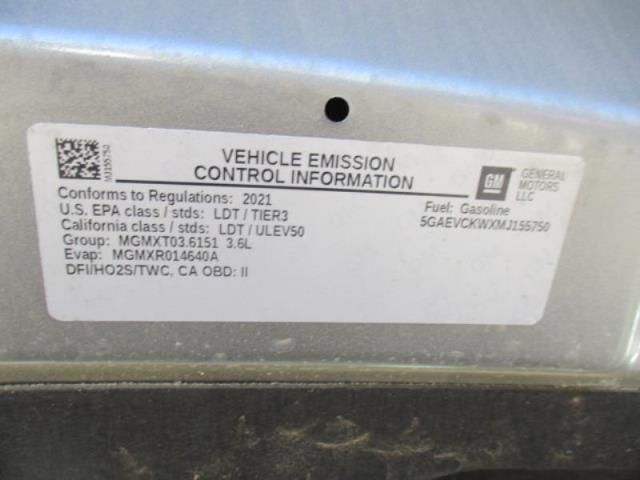 VEHICLE EMISSION
CONTROL INFORMATION
GM
GENERAL
MOTORS
LLC
Conforms to Regulations: 2021
U.S. EPA class / stds: LDT / TIER3
California class / stds: LDT / ULEV50
Group: MGMXT03.6151 3.6L
Evap: MGMXR014640A
DFI/HO2S/TWC, CA OBD: II
Fuel: Gasoline
5GAEVCKWXMJ155750
MJ155750